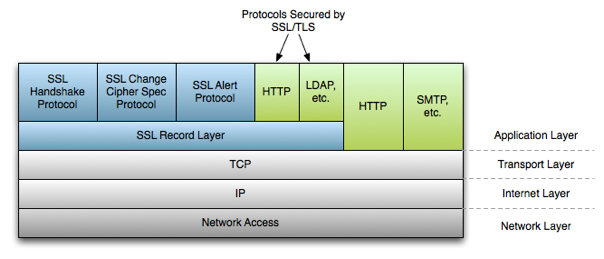 Protocols Secured by
SSL/TLS
SSL
Handshake
Protocol
SSL Change
Cipher Spec
Protocol
SSL Alert
Protocol
HTTP
LDAP,
etc.
HTTP
SMTP,
etc.
SSL Record Layer
Application Layer
TCP
Transport Layer
IP
Internet Layer
Network Access
Network Layer